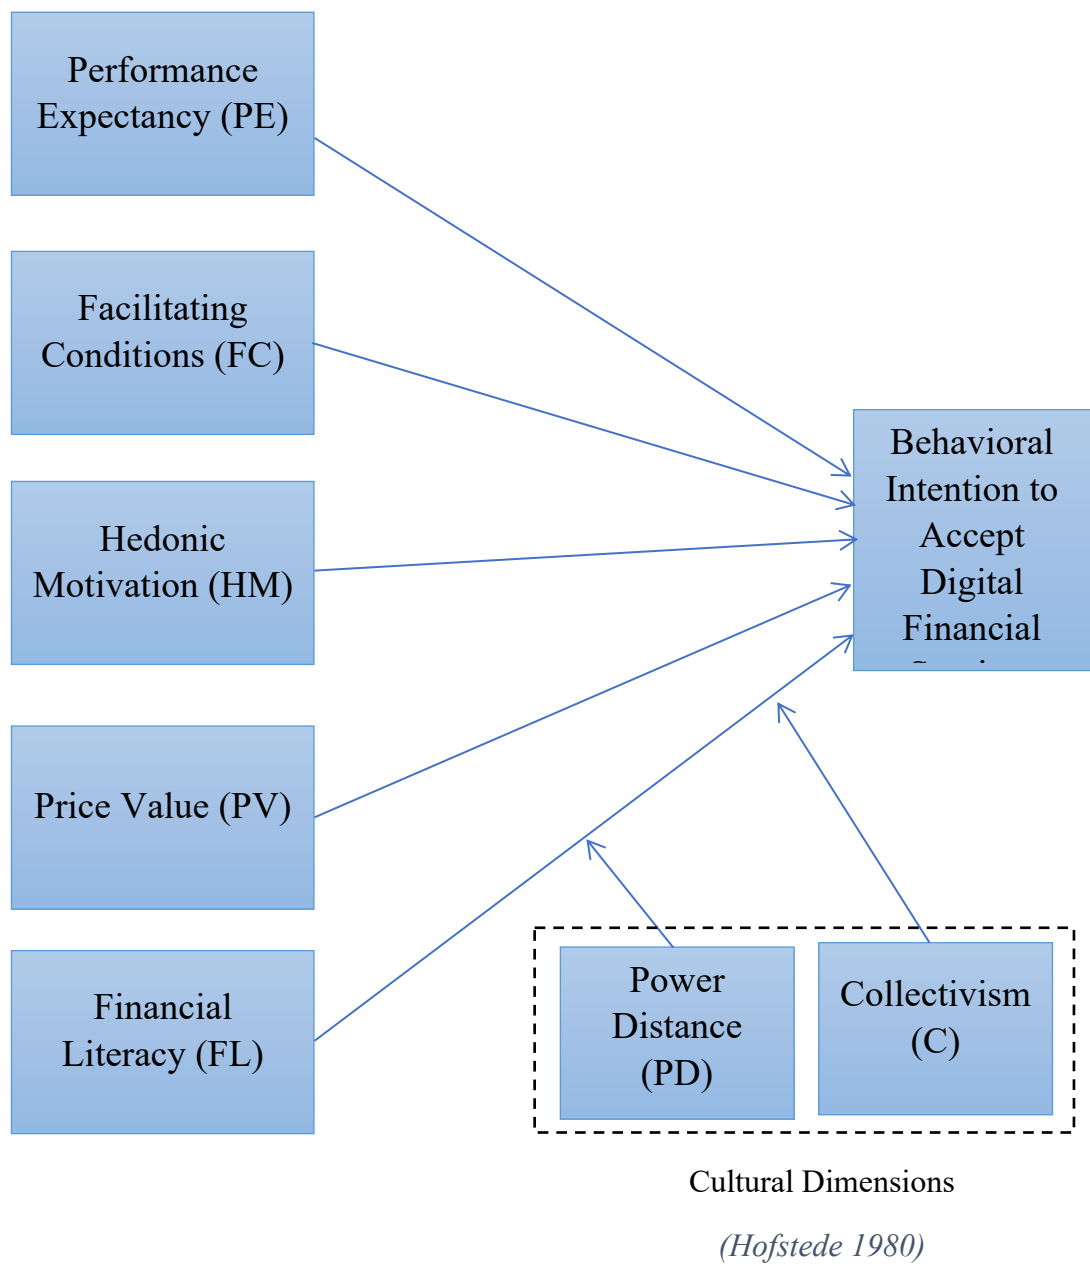 Performance
Expectancy (PE)
Facilitating
Conditions (FC)
Hedonic
Motivation (HM)
Price Value (PV)
Financial
Literacy (FL)
Behavioral
Intention to
Accept
Digital
Financial
Power
Distance
(PD)
Collectivism
(C)
Cultural Dimensions
(Hofstede 1980)